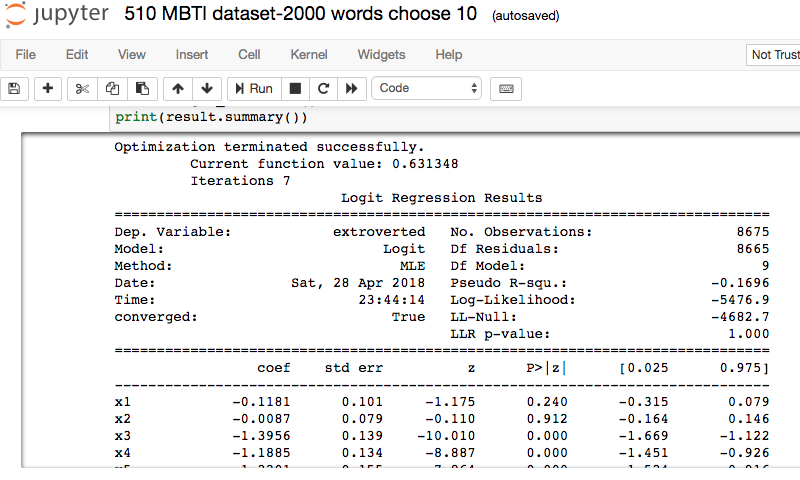 jupyter 510 MBTI dataset-2000 words choose 10 (autosaved)
File Edit View Insert Cell Kernel Widgets Help Not Trust
Run Code
print(result.summary())
Optimization terminated successfully.
Current function value: 0.631348
Iterations 7
Logit Regression Results
==============================================================================
Dep. Variable: extroverted No. Observations: 8675
Model: Logit Df Residuals: 8665
Method: MLE Df Model: 9
Date: Sat, 28 Apr 2018 Pseudo R-squ.: -0.1696
Time: 23:44:14 Log-Likelihood: -5476.9
converged: True LL-Null: -4682.7
LLR p-value: 1.000
==============================================================================
coef std err z P>|z| [0.025 0.975]
------------------------------------------------------------------------------
x1 -0.1181 0.101 -1.175 0.240 -0.315 0.079
x2 -0.0087 0.079 -0.110 0.912 -0.164 0.146
x3 -1.3956 0.139 -10.010 0.000 -1.669 -1.122
x4 -1.1885 0.134 -8.887 0.000 -1.451 -0.926